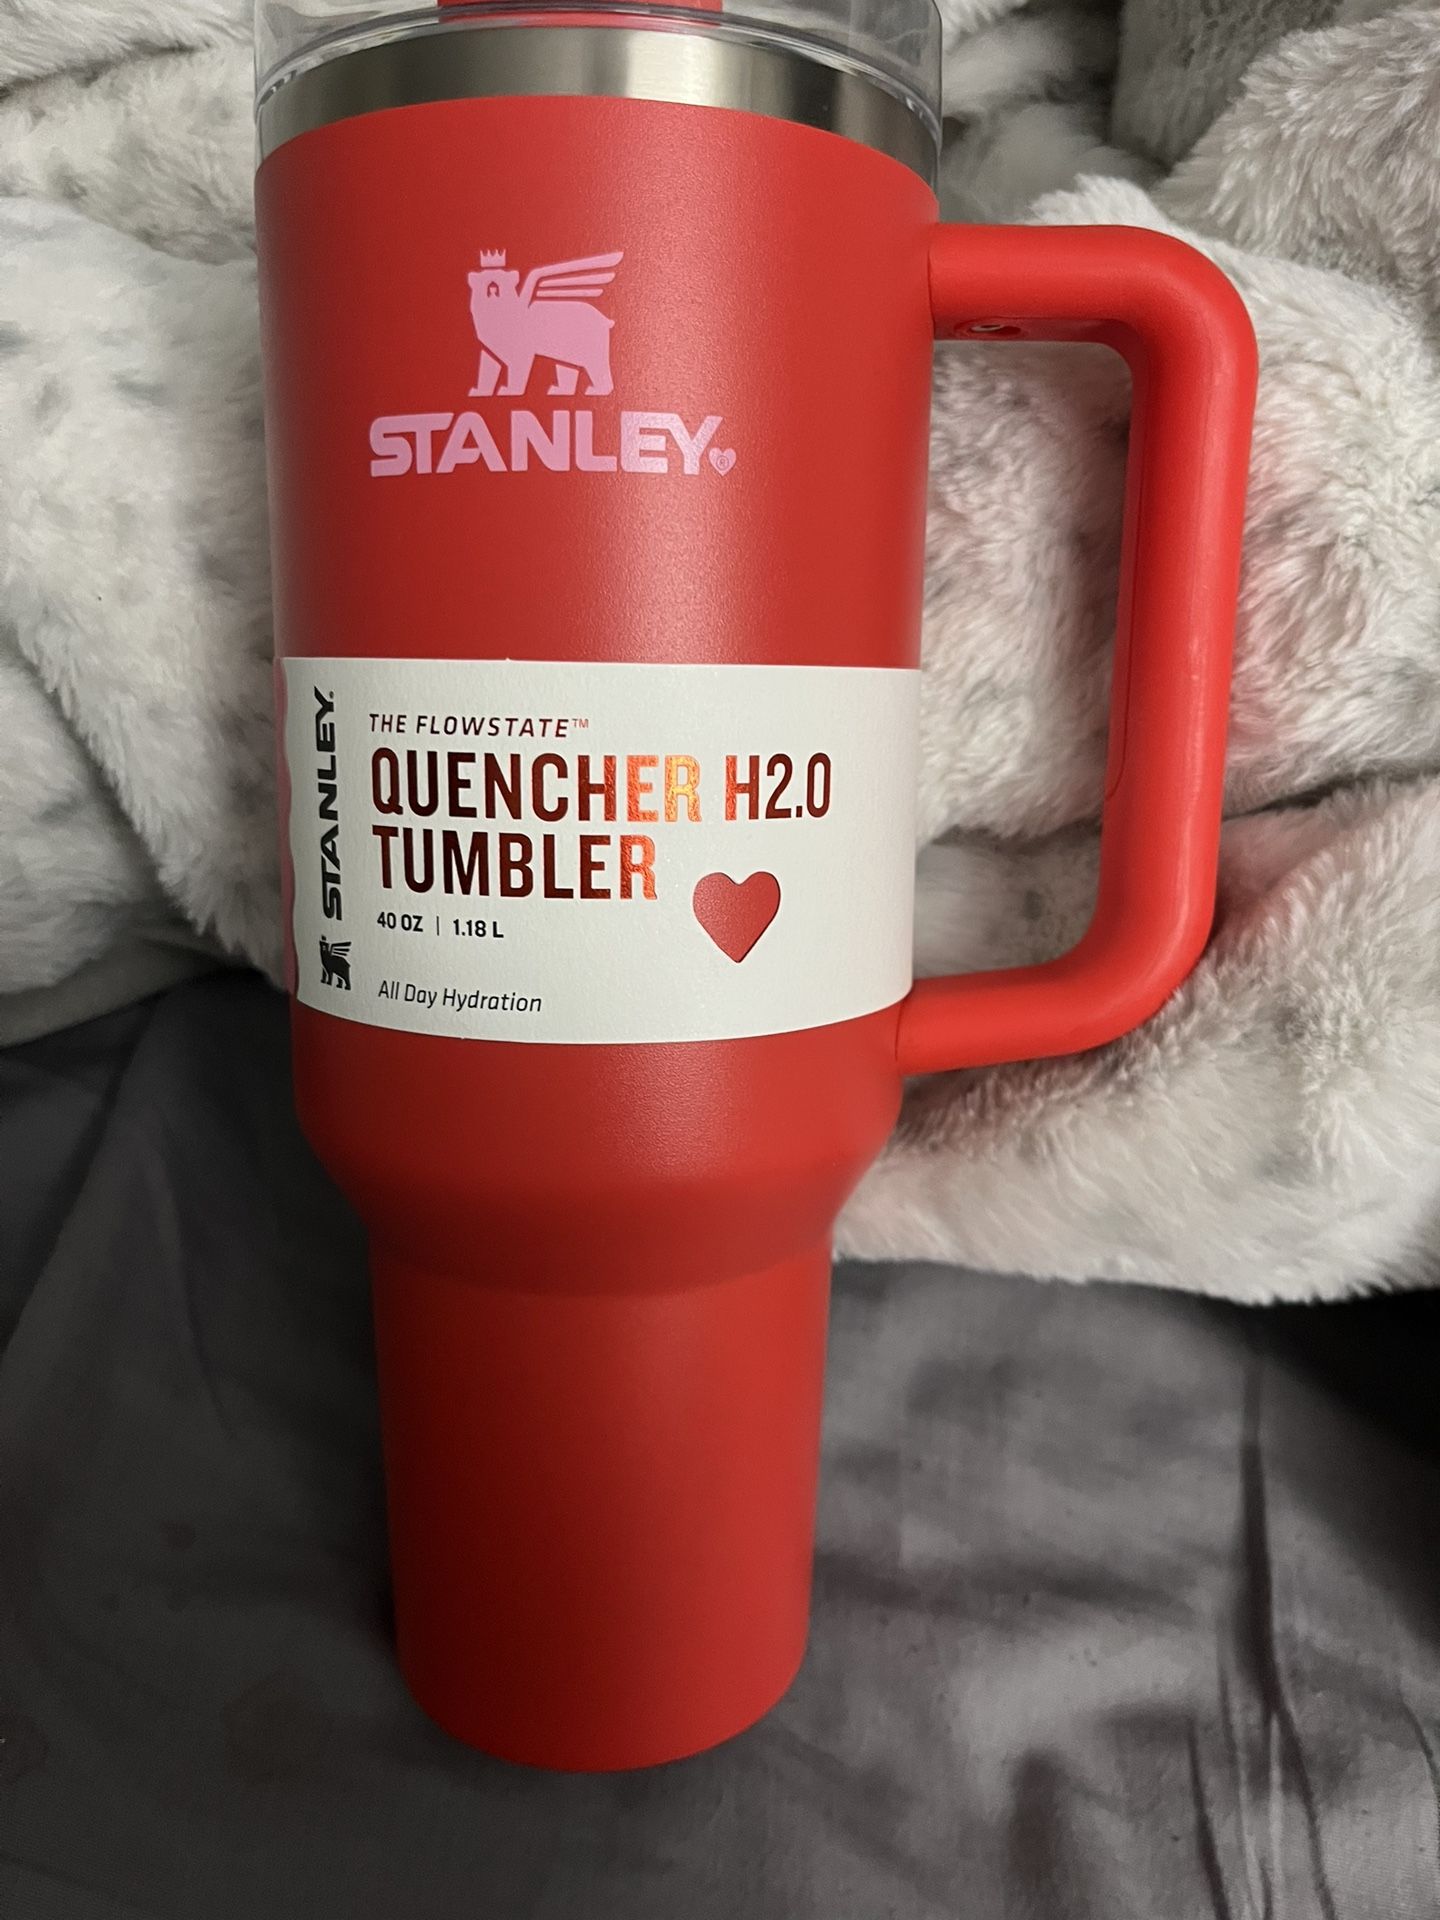 STANLEY
STANLEY®
THE FLOWSTATE™
QUENCHER H2.0
TUMBLER
40 OZ | 1.18 L
All Day Hydration